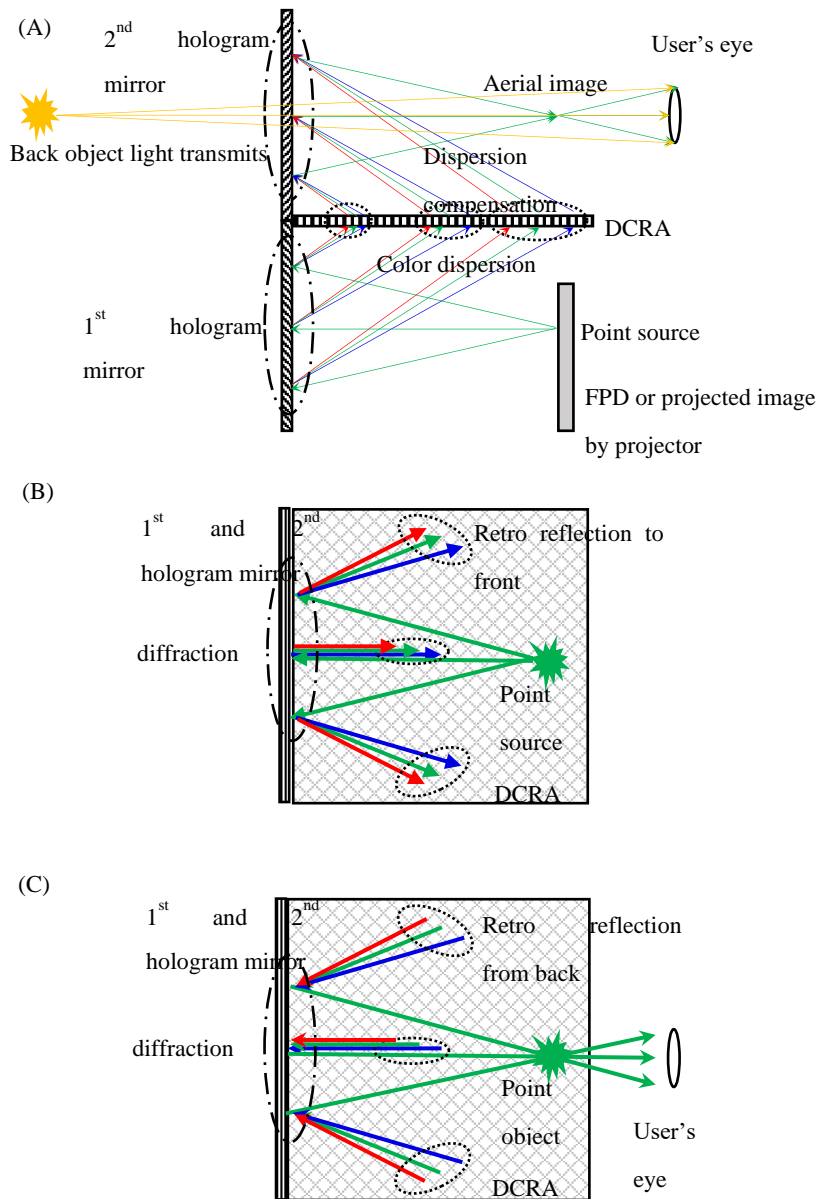 (A)
2nd hologram
mirror
User's eye
Aerial image
Back object light transmits
Dispersion
compensation
DCRA
Color dispersion
1st hologram
mirror
Point source
FPD or projected image
by projector
(B)
1st and 2nd
hologram mirror
Retro reflection to
front
diffraction
Point
source
DCRA
(C)
1st and 2nd
hologram mirror
Retro reflection
from back
diffraction
Point
object
DCRA
User's
eye